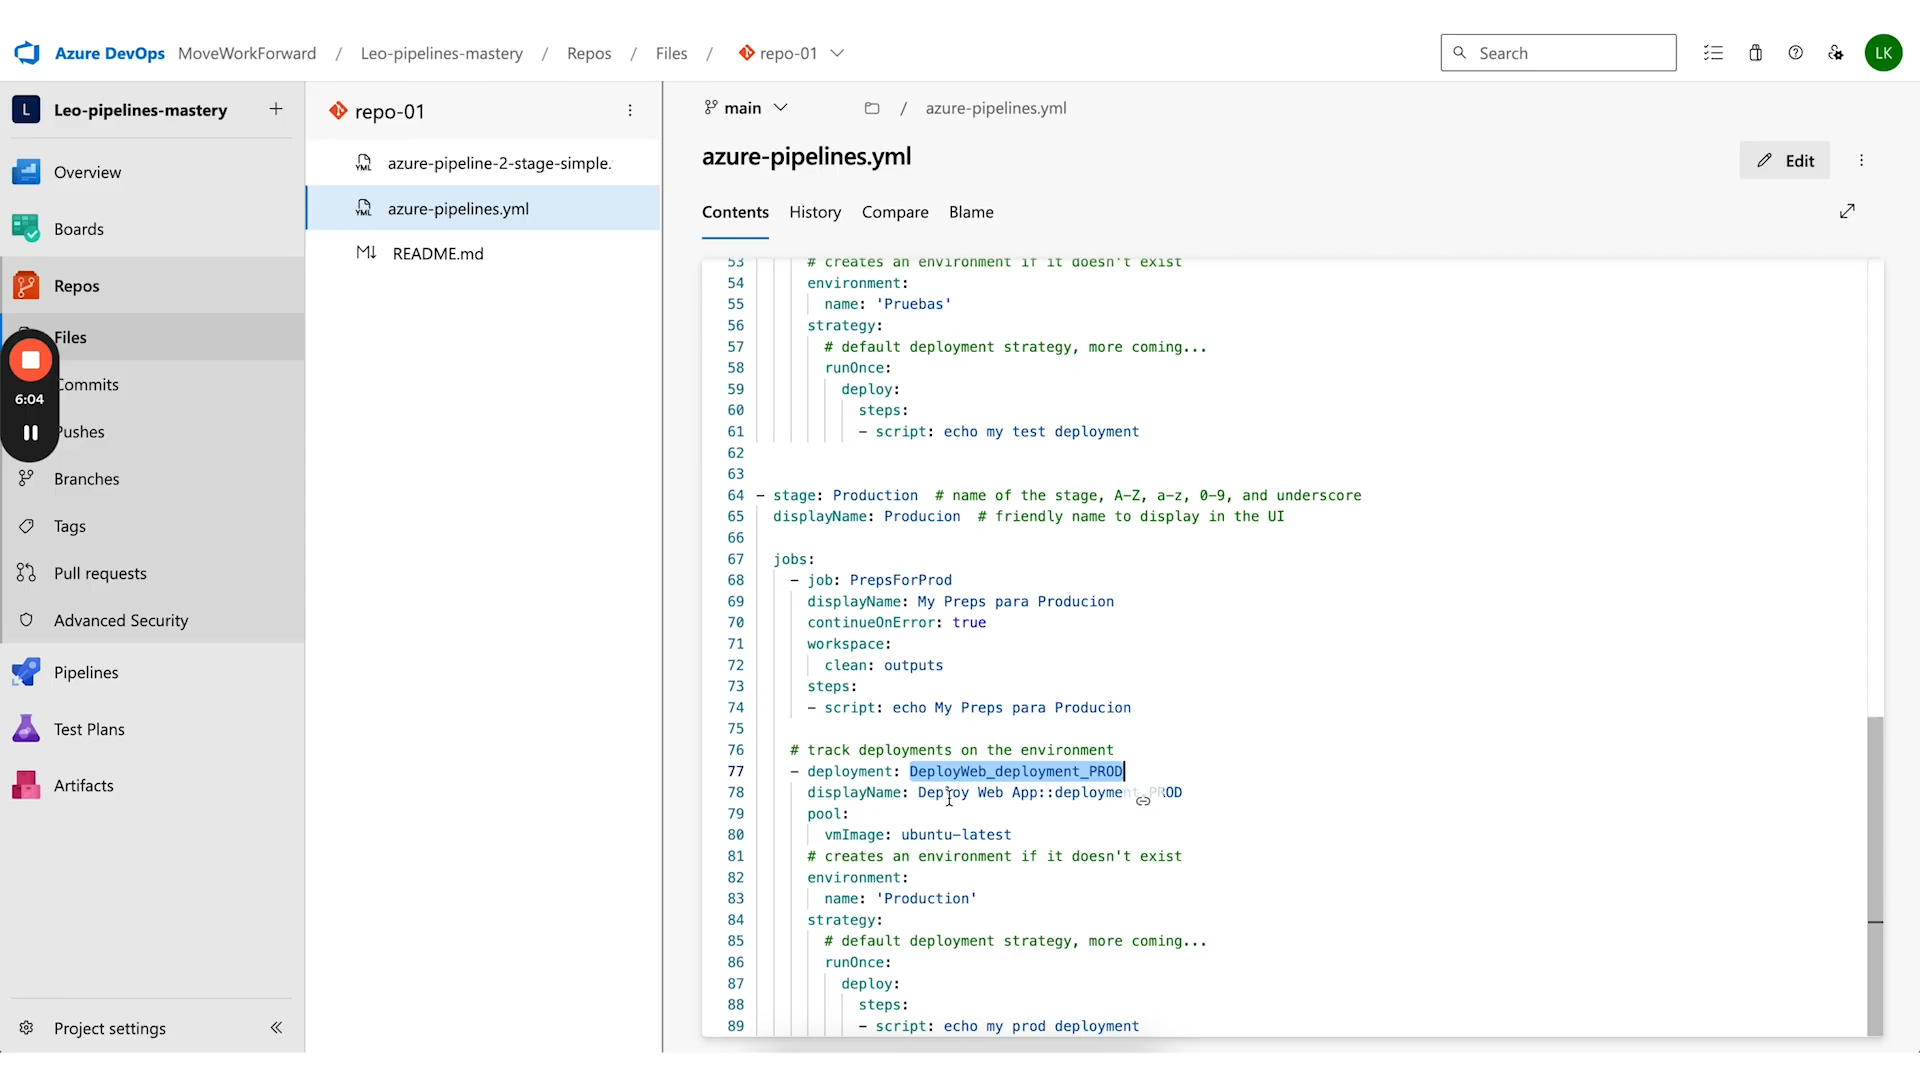 Azure DevOps MoveWorkForward / Leo-pipelines-mastery / Repos / Files / repo-01
Search
LK
L Leo-pipelines-mastery +
Overview
Boards
Repos
Files
Commits
Pushes
Branches
Tags
Pull requests
Advanced Security
Pipelines
Test Plans
Artifacts
Project settings
6:04
repo-01
YML azure-pipeline-2-stage-simple.
YML azure-pipelines.yml
M↓ README.md
main / azure-pipelines.yml
azure-pipelines.yml
Edit
Contents History Compare Blame
53 # creates an environment if it doesn't exist
54 environment:
55 name: 'Pruebas'
56 strategy:
57 # default deployment strategy, more coming...
58 runOnce:
59 deploy:
60 steps:
61 - script: echo my test deployment
62
63
64 - stage: Production # name of the stage, A-Z, a-z, 0-9, and underscore
65 displayName: Producion # friendly name to display in the UI
66
67 jobs:
68 - job: PrepsForProd
69 displayName: My Preps para Producion
70 continueOnError: true
71 workspace:
72 clean: outputs
73 steps:
74 - script: echo My Preps para Producion
75
76 # track deployments on the environment
77 - deployment: DeployWeb_deployment_PROD
78 displayName: Deploy Web App::deployment PROD
79 pool:
80 vmImage: ubuntu-latest
81 # creates an environment if it doesn't exist
82 environment:
83 name: 'Production'
84 strategy:
85 # default deployment strategy, more coming...
86 runOnce:
87 deploy:
88 steps:
89 - script: echo my prod deployment